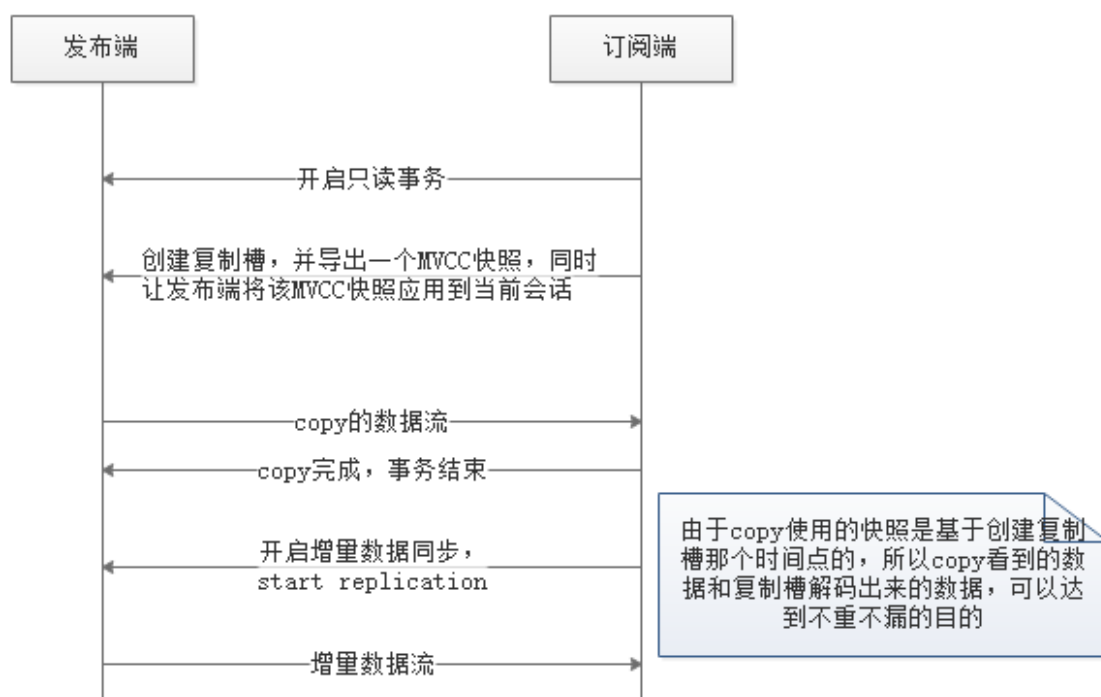 发布端
订阅端
开启只读事务
创建复制槽，并导出一个MVCC快照，同时
让发布端将该MVCC快照应用到当前会话
copy的数据流
copy完成，事务结束
开启增量数据同步，
start replication
由于copy使用的快照是基于创建复制
槽那个时间点的，所以copy看到的数
据和复制槽解码出来的数据，可以达
到不重不漏的目的
增量数据流